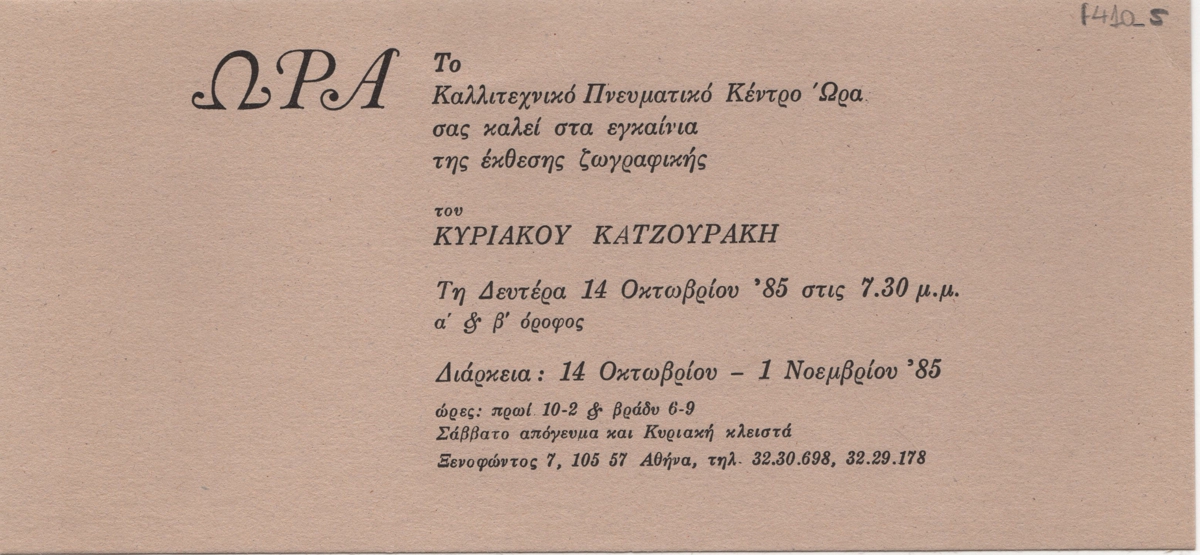 f410_5
ΩΡΑ
Το
Καλλιτεχνικό Πνευματικό Κέντρο Ώρα
σας καλεί στα εγκαίνια
της έκθεσης ζωγραφικής
του
ΚΥΡΙΑΚΟΥ ΚΑΤΖΟΥΡΑΚΗ
Τη Δευτέρα 14 Οκτωβρίου '85 στις 7.30 μ.μ.
α' & β' όροφος
Διάρκεια : 14 Οκτωβρίου – 1 Νοεμβρίου '85
ώρες: πρωί 10-2 & βράδυ 6-9
Σάββατο απόγευμα και Κυριακή κλειστά
Ξενοφώντος 7, 105 57 Αθήνα, τηλ. 32.30.698, 32.29.178